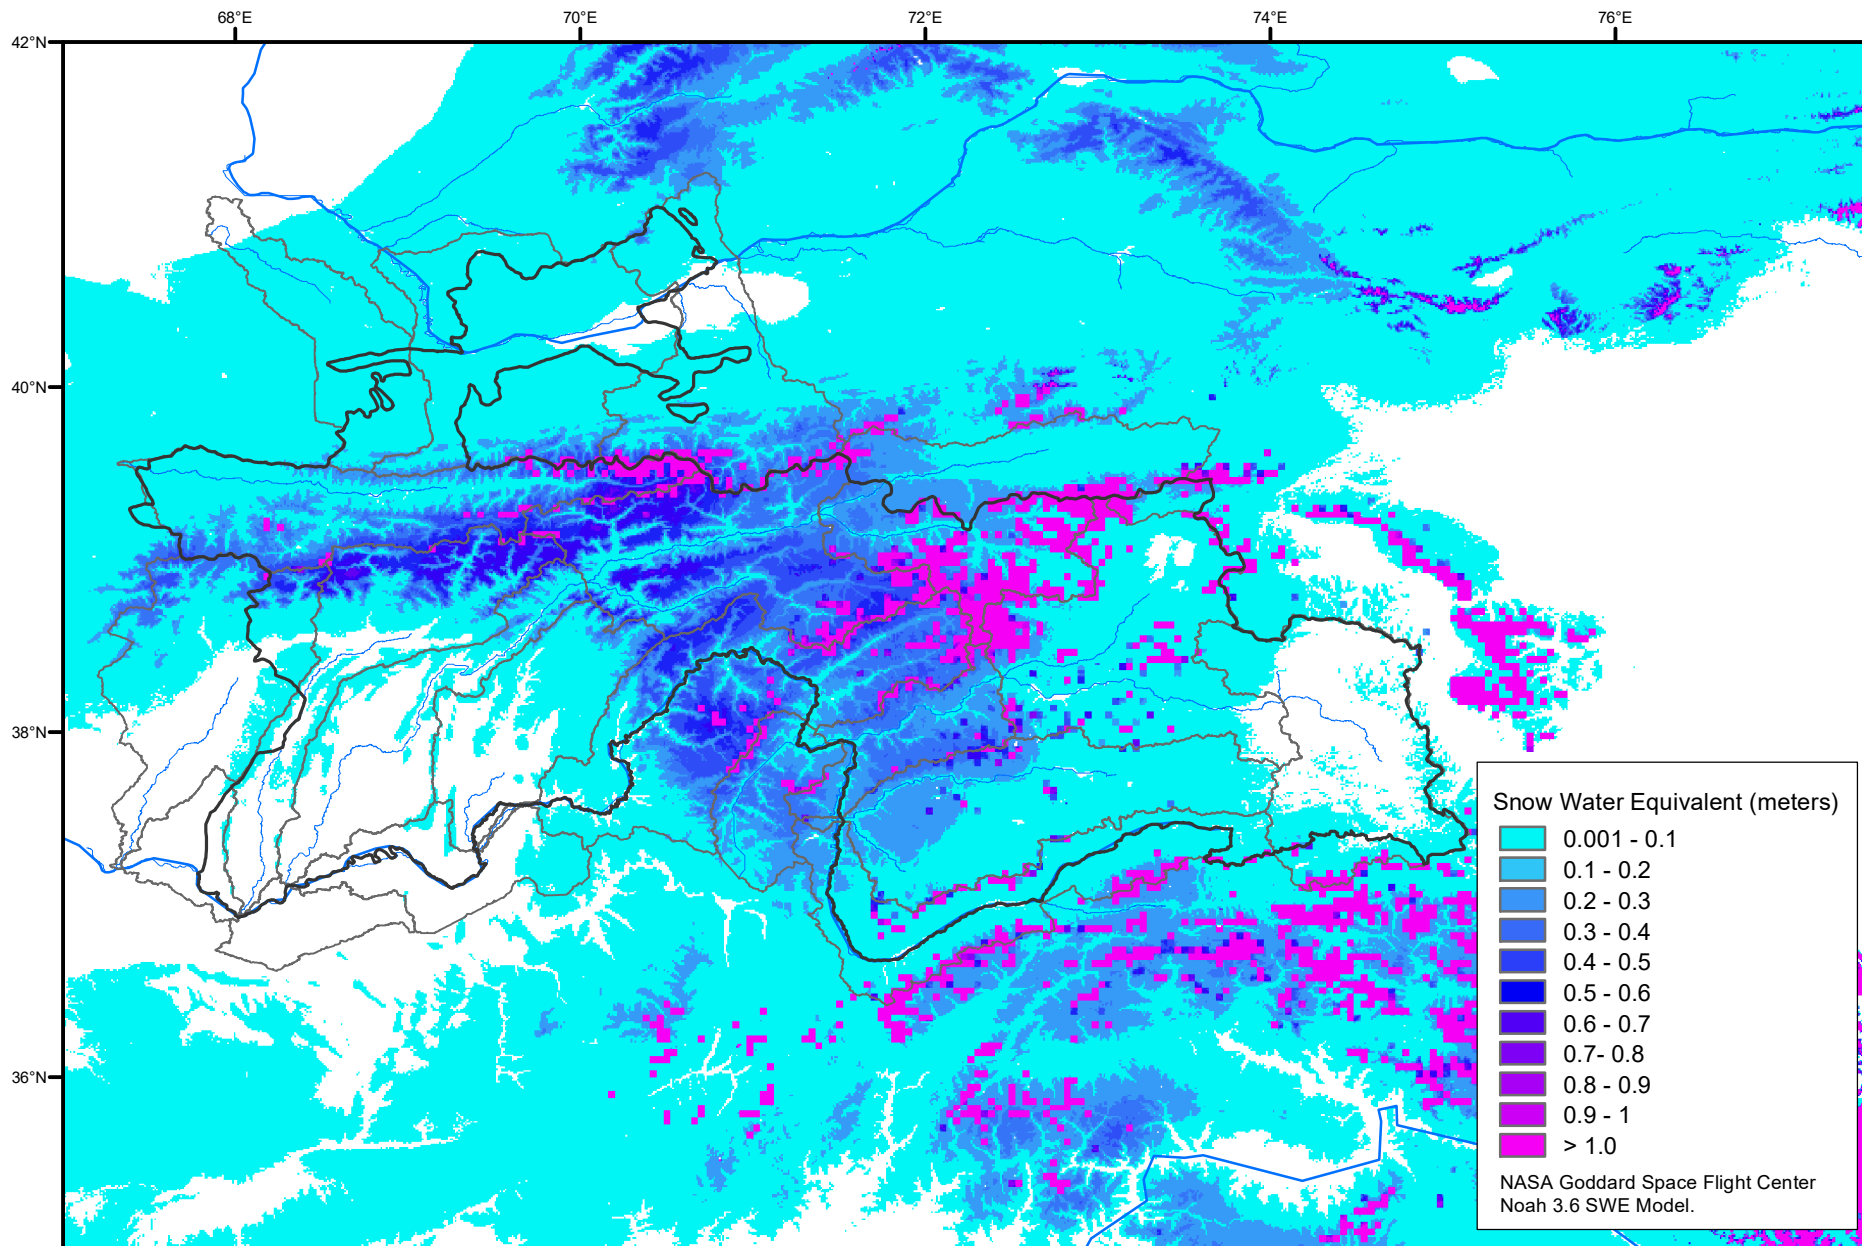 68°E 70°E 72°E 74°E 76°E
42°N
40°N
38°N
36°N
Snow Water Equivalent (meters)
0.001 - 0.1
0.1 - 0.2
0.2 - 0.3
0.3 - 0.4
0.4 - 0.5
0.5 - 0.6
0.6 - 0.7
0.7- 0.8
0.8 - 0.9
0.9 - 1
> 1.0
NASA Goddard Space Flight Center
Noah 3.6 SWE Model.